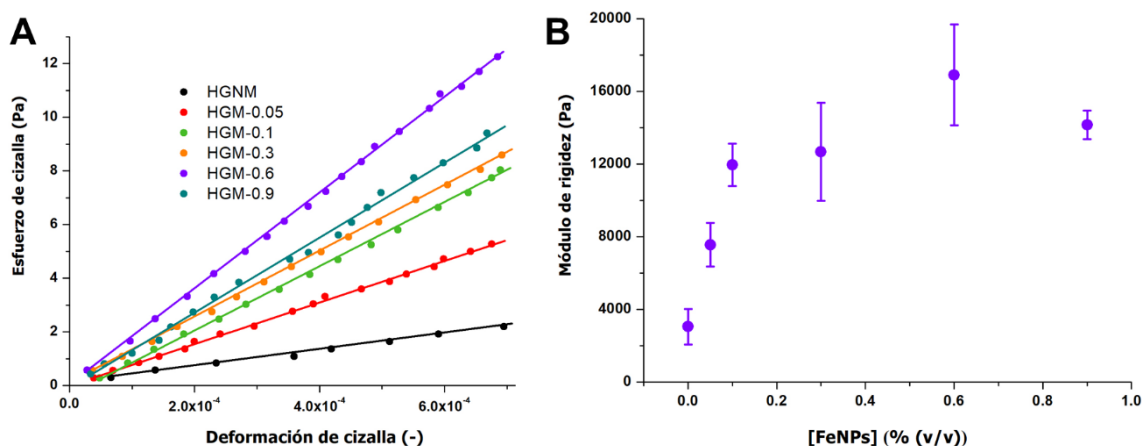 A
Esfuerzo de cizalla (Pa)
12
10
8
6
4
2
0
HGNM
HGM-0.05
HGM-0.1
HGM-0.3
HGM-0.6
HGM-0.9
0.0
2.0x10⁻⁴
4.0x10⁻⁴
6.0x10⁻⁴
Deformación de cizalla (-)
B
Módulo de rigidez (Pa)
20000
16000
12000
8000
4000
0
0.0
0.2
0.4
0.6
0.8
1.0
[FeNPs] (% (v/v))